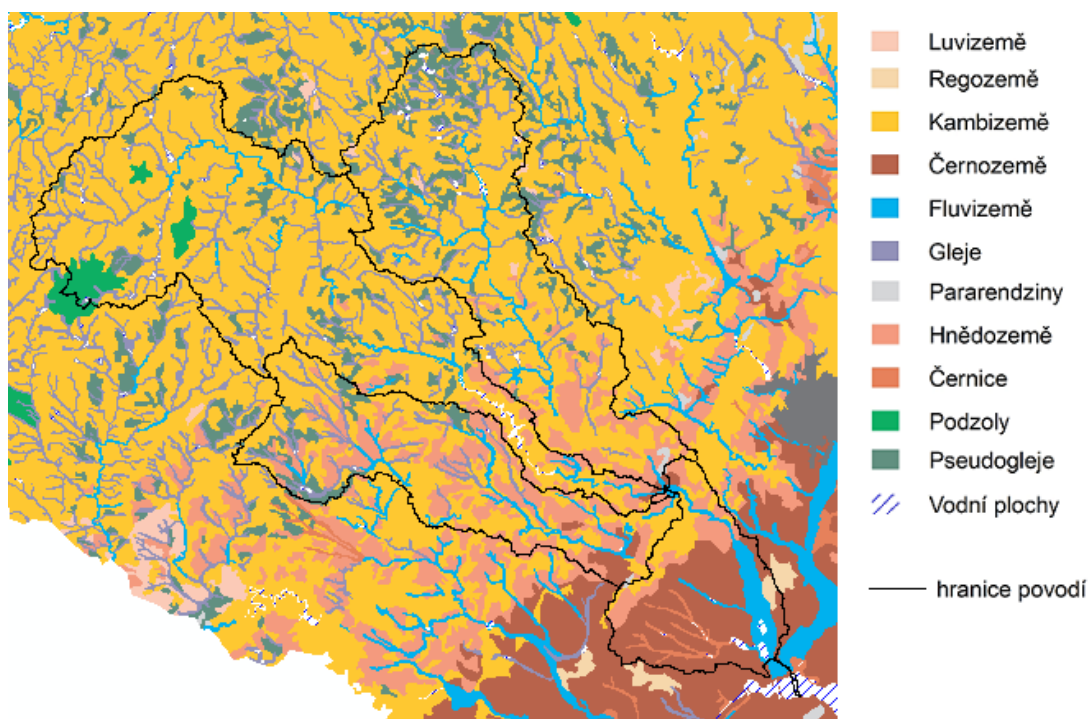 Luvizemě
Regozemě
Kambizemě
Černozemě
Fluvizemě
Gleje
Pararendziny
Hnědozemě
Černice
Podzoly
Pseudogleje
Vodní plochy
hranice povodí